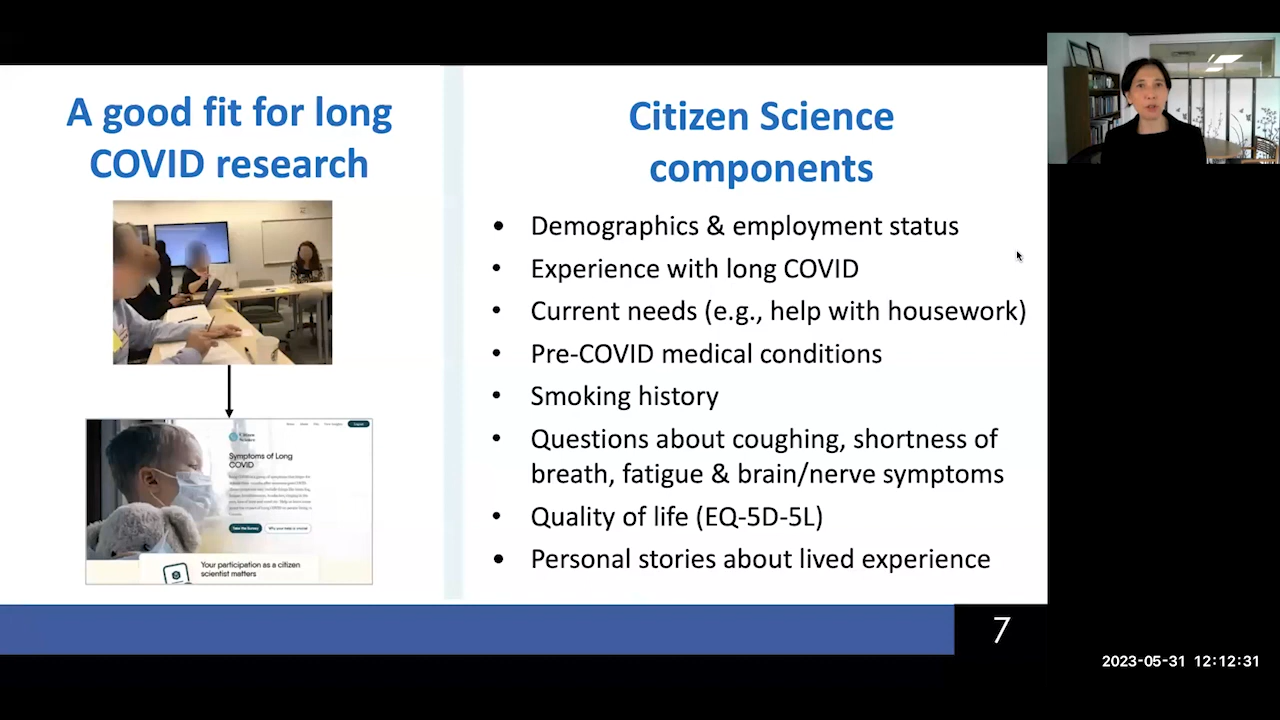 A good fit for long
COVID research
Citizen Science
Symptoms of Long
COVID
Take the Survey
Your participation as a citizen
scientist matters
Citizen Science
components
• Demographics & employment status
• Experience with long COVID
• Current needs (e.g., help with housework)
• Pre-COVID medical conditions
• Smoking history
• Questions about coughing, shortness of
breath, fatigue & brain/nerve symptoms
• Quality of life (EQ-5D-5L)
• Personal stories about lived experience
7
2023-05-31 12:12:31